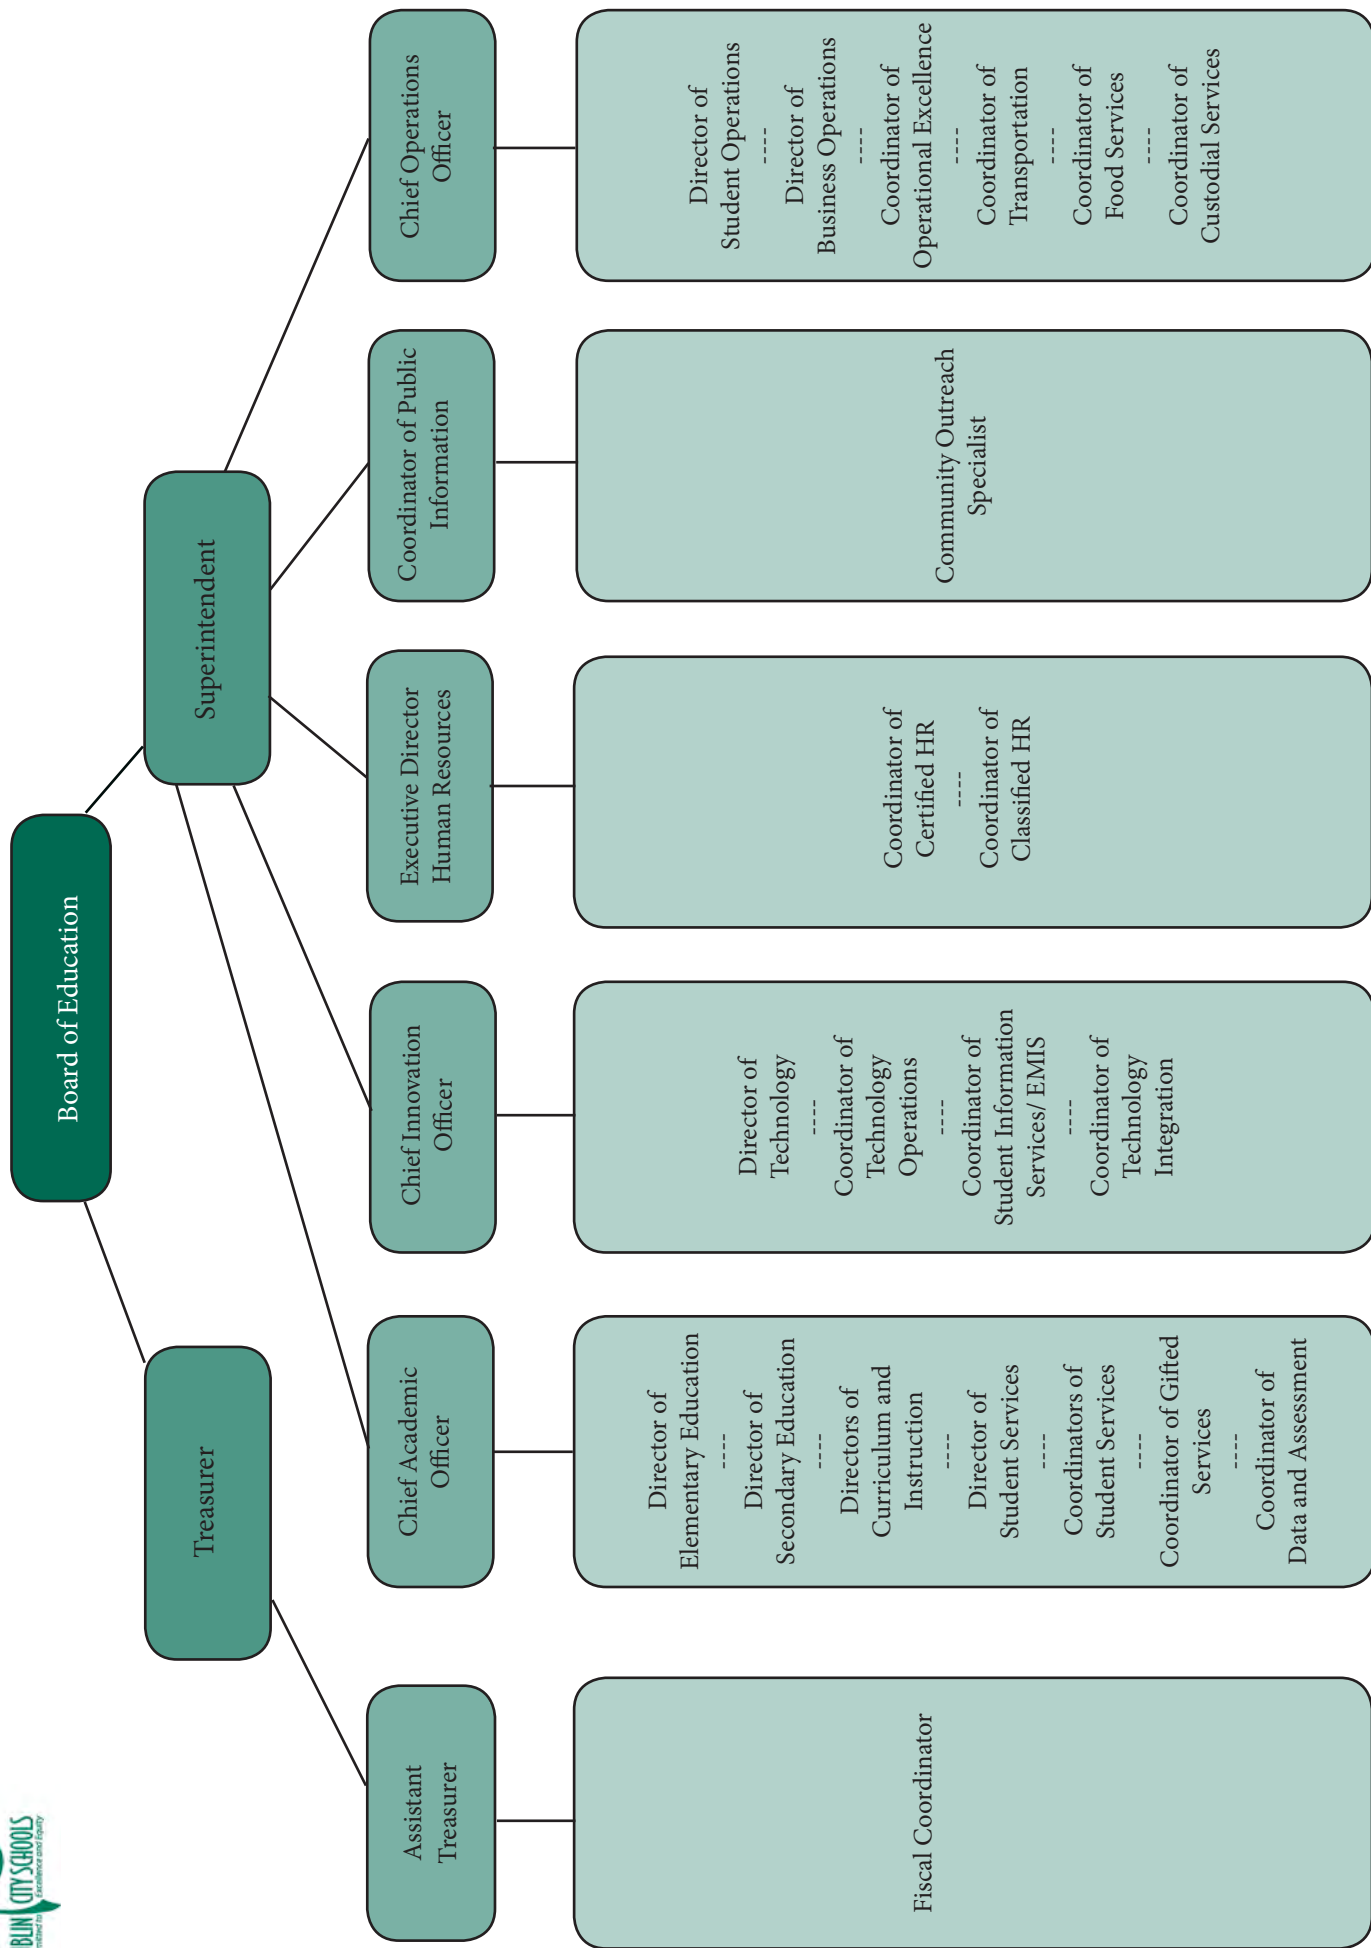 BLIN CITY SCHOOLS
Excellence and Equity
Board of Education
Treasurer
Superintendent
Assistant
Treasurer
Chief Academic
Officer
Chief Innovation
Officer
Executive Director
Human Resources
Coordinator of Public
Information
Chief Operations
Officer
Fiscal Coordinator
Director of
Elementary Education
----
Director of
Secondary Education
----
Directors of
Curriculum and
Instruction
----
Director of
Student Services
----
Coordinators of
Student Services
----
Coordinator of Gifted
Services
----
Coordinator of
Data and Assessment
Director of
Technology
----
Coordinator of
Technology
Operations
----
Coordinator of
Student Information
Services/ EMIS
----
Coordinator of
Technology
Integration
Coordinator of
Certified HR
----
Coordinator of
Classified HR
Community Outreach
Specialist
Director of
Student Operations
----
Director of
Business Operations
----
Coordinator of
Operational Excellence
----
Coordinator of
Transportation
----
Coordinator of
Food Services
----
Coordinator of
Custodial Services